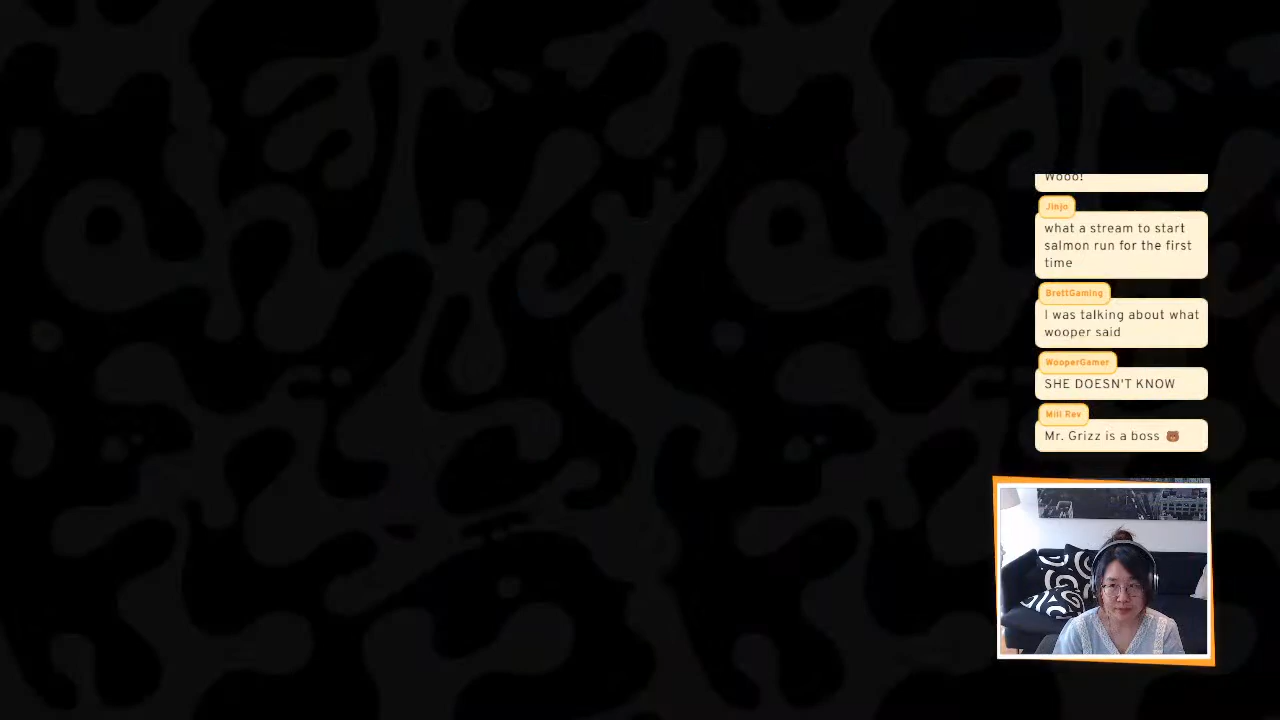 Wooo!
Jinjo
what a stream to start
salmon run for the first
time
BrettGaming
I was talking about what
wooper said
WooperGamer
SHE DOESN'T KNOW
Mill Rev
Mr. Grizz is a boss 🐻